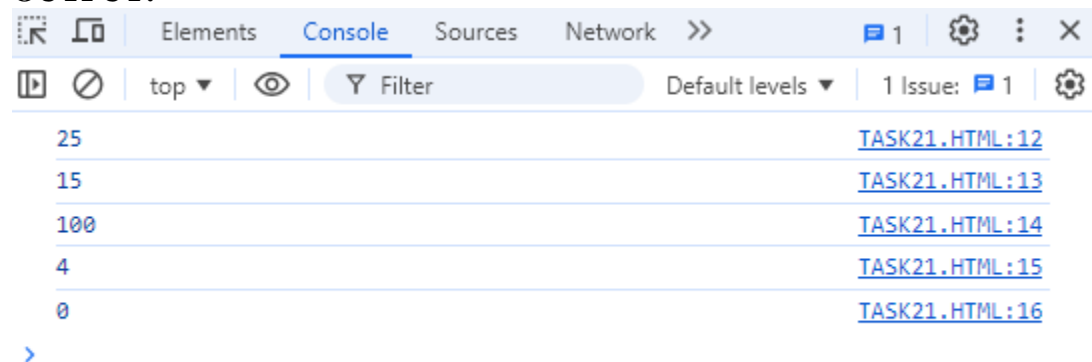 Elements Console Sources Network 1
top Filter Default levels 1 Issue: 1
25 TASK21.HTML:12
15 TASK21.HTML:13
100 TASK21.HTML:14
4 TASK21.HTML:15
0 TASK21.HTML:16